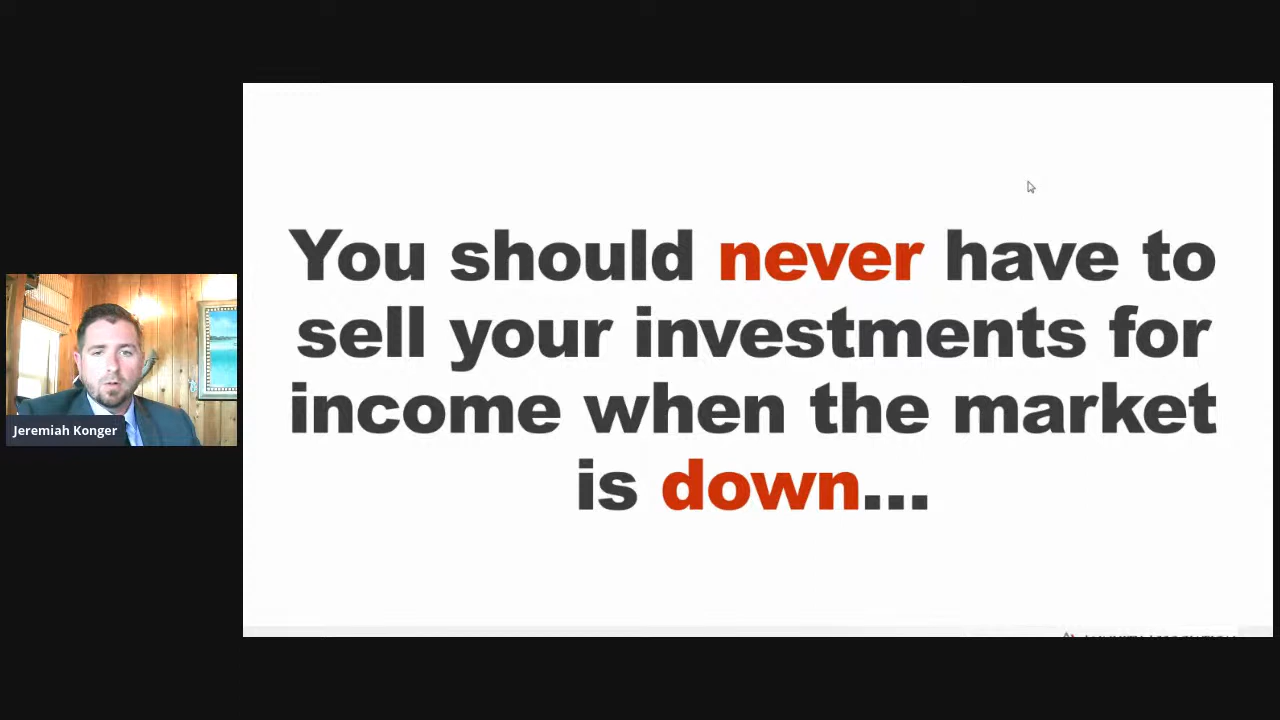 You should never have to
sell your investments for
income when the market
is down...
Jeremiah Konger